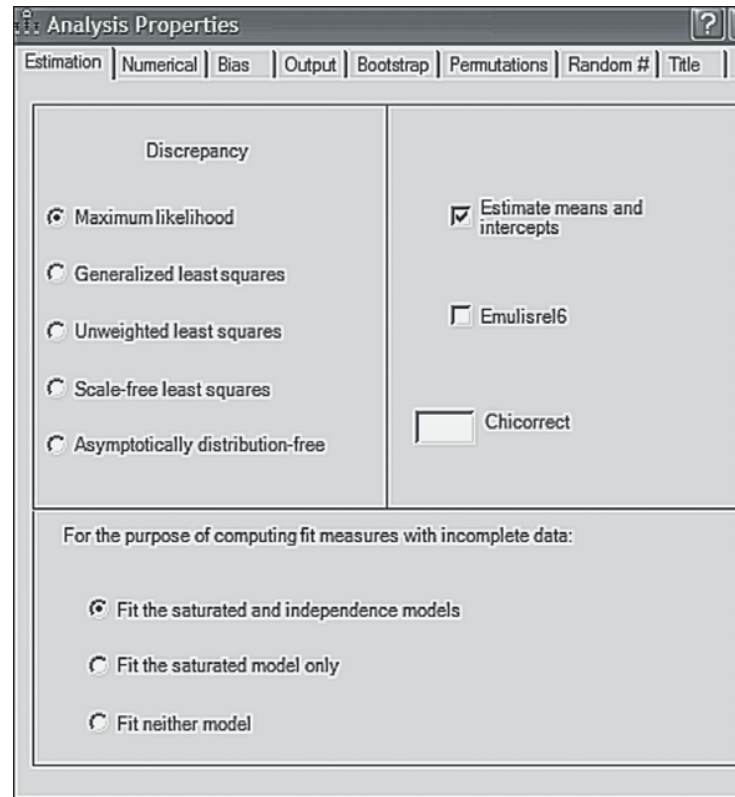 Analysis Properties ?
Estimation Numerical Bias Output Bootstrap Permutations Random # Title
Discrepancy
Maximum likelihood
Generalized least squares
Unweighted least squares
Scale-free least squares
Asymptotically distribution-free
Estimate means and
intercepts
Emulisrel6
Chicorrect
For the purpose of computing fit measures with incomplete data:
Fit the saturated and independence models
Fit the saturated model only
Fit neither model